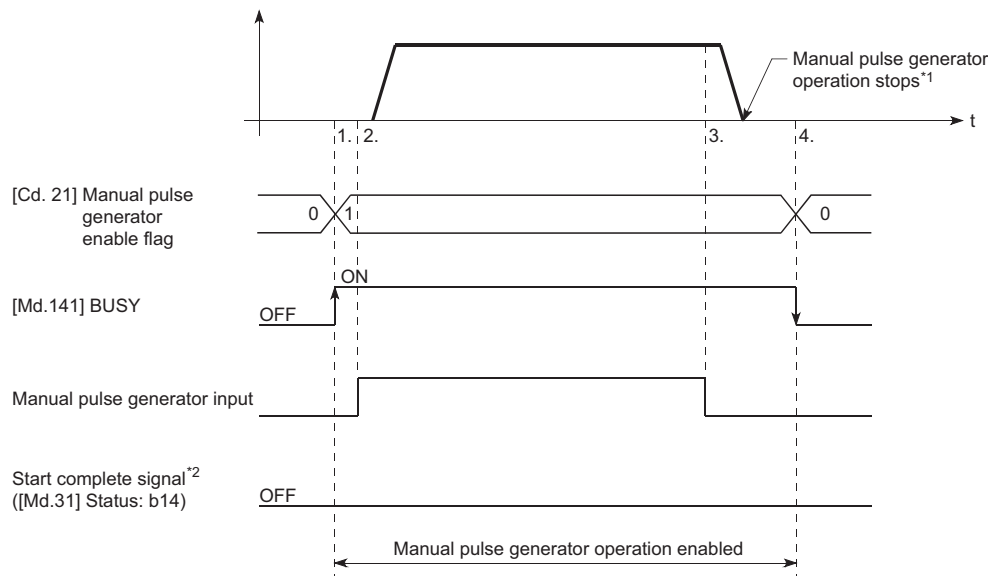 Manual pulse generator
operation stops*1
t
1. 2. 3. 4.
[Cd. 21] Manual pulse
generator
enable flag
0 1 0
ON
[Md.141] BUSY
OFF
Manual pulse generator input
Start complete signal*2
([Md.31] Status: b14)
OFF
Manual pulse generator operation enabled